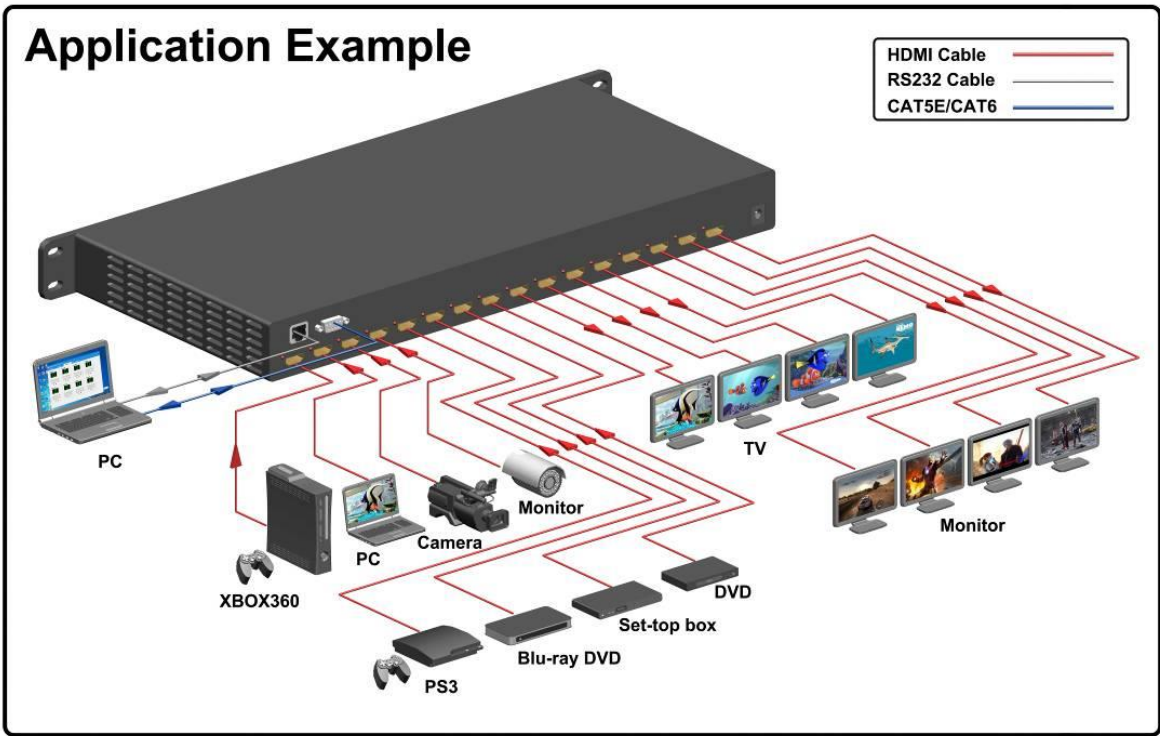 Application Example
HDMI Cable
RS232 Cable
CAT5E/CAT6
PC
TV
Monitor
Monitor
PC
Camera
XBOX360
DVD
Set-top box
Blu-ray DVD
PS3